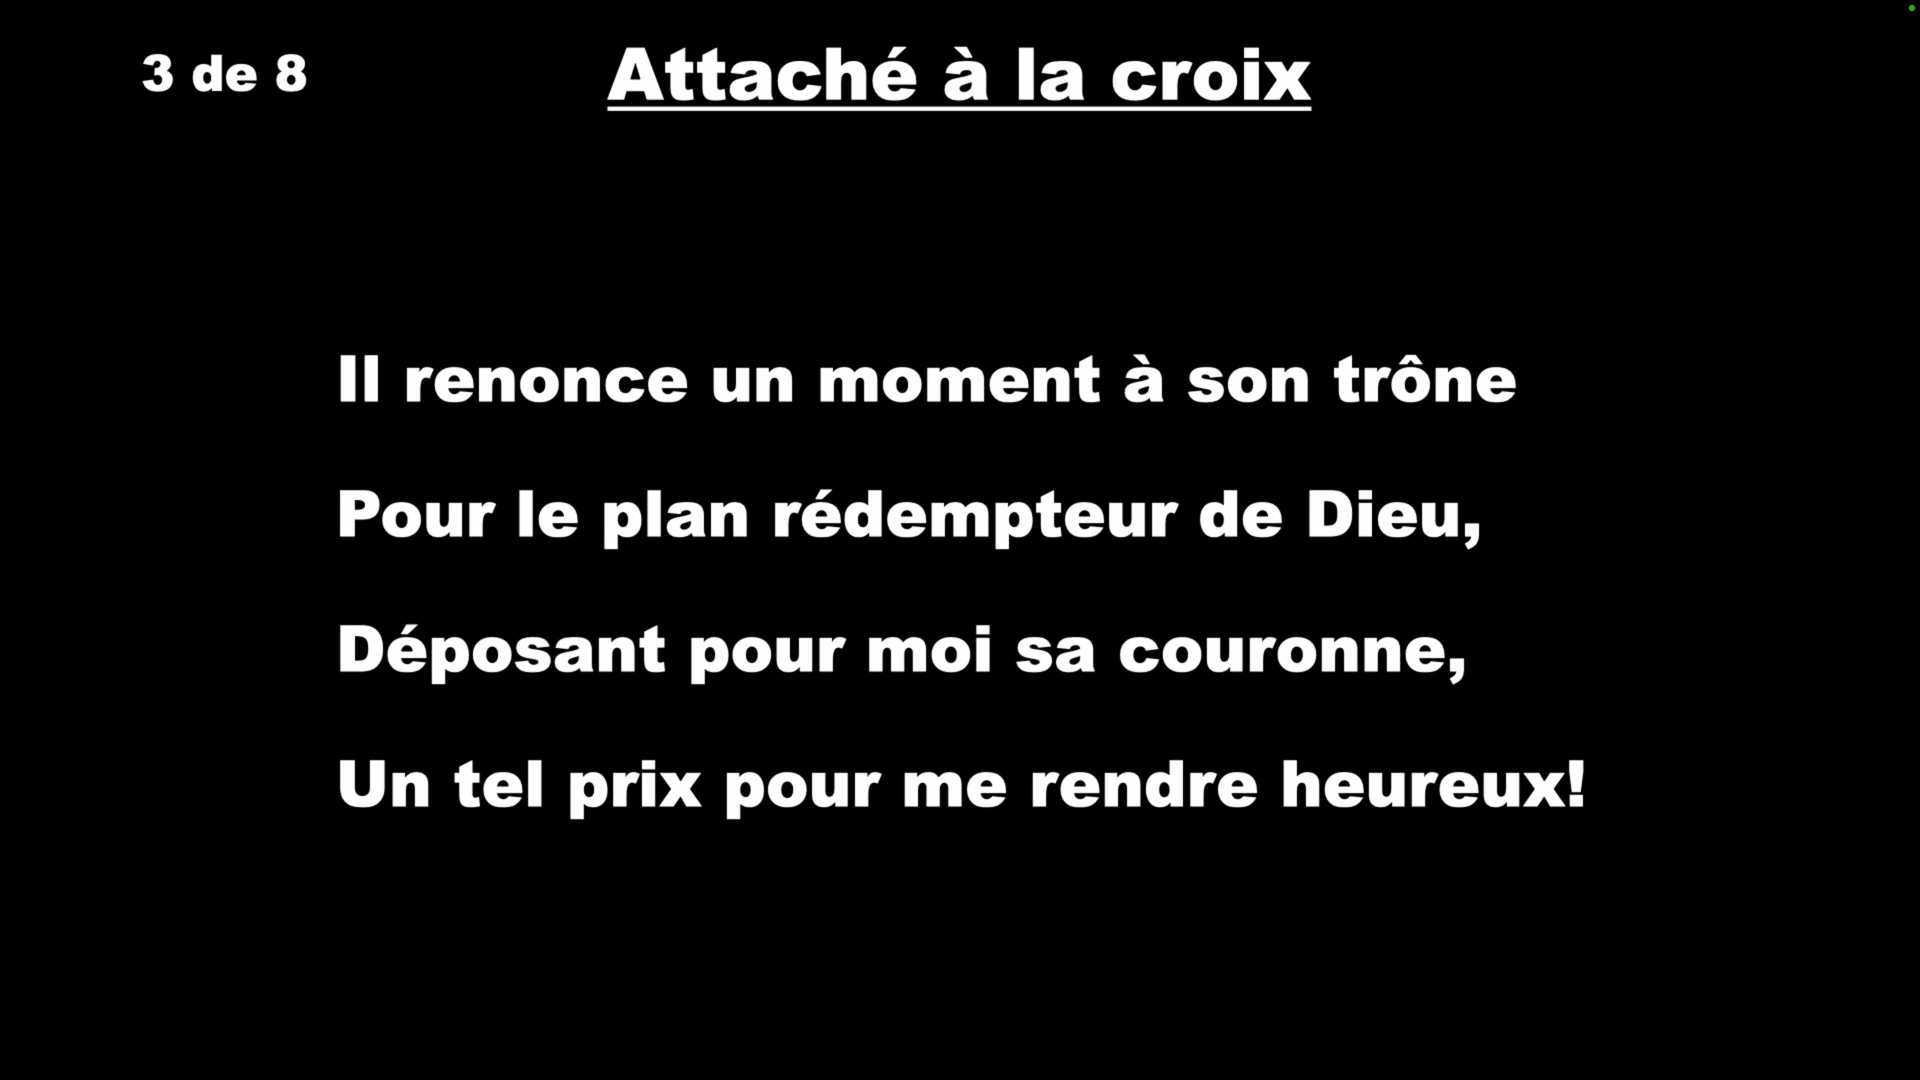 3 de 8
Attaché à la croix
Il renonce un moment à son trône
Pour le plan rédempteur de Dieu,
Déposant pour moi sa couronne,
Un tel prix pour me rendre heureux!